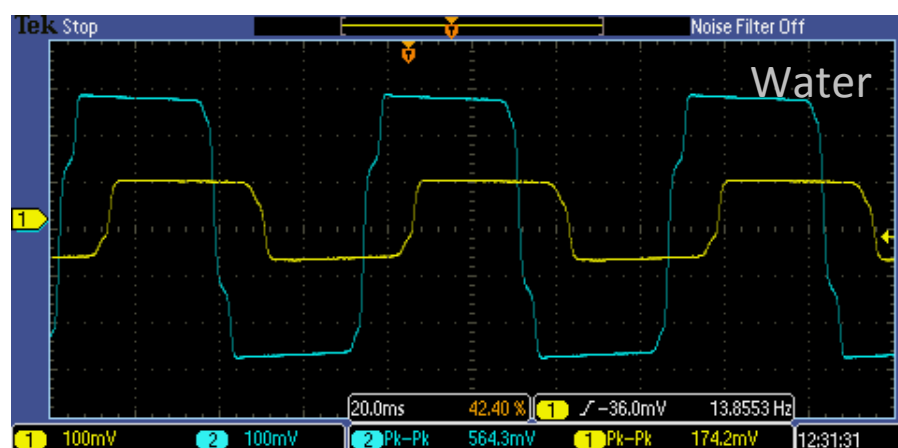 Tek Stop Noise Filter Off
T
T
Water
1
20.0ms 42.40 % 1 -36.0mV 13.8553 Hz
1 100mV 2 100mV 2 Pk-Pk 564.3mV 1 Pk-Pk 174.2mV 12:31:31